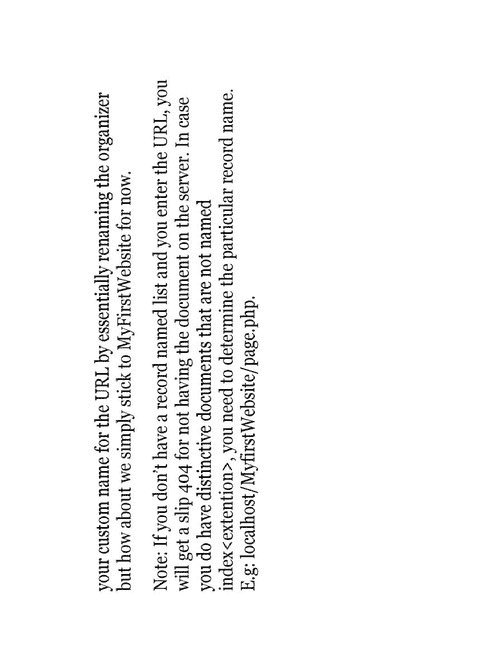 your custom name for the URL by essentially renaming the organizer
but how about we simply stick to MyFirstWebsite for now.
Note: If you don't have a record named list and you enter the URL, you
will get a slip 404 for not having the document on the server. In case
you do have distinctive documents that are not named
index<extention>, you need to determine the particular record name.
E.g: localhost/MyfirstWebsite/page.php.